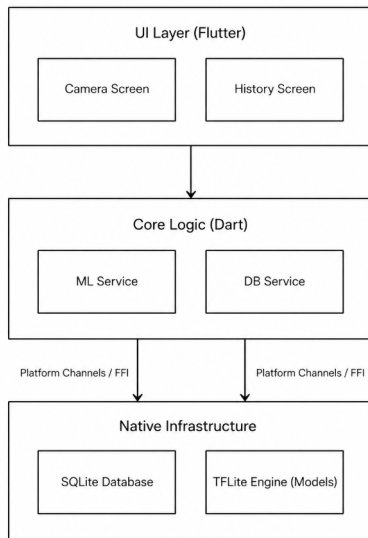 UI Layer (Flutter)
Camera Screen
History Screen
Core Logic (Dart)
ML Service
DB Service
Platform Channels / FFI
Platform Channels / FFI
Native Infrastructure
SQLite Database
TFLite Engine (Models)